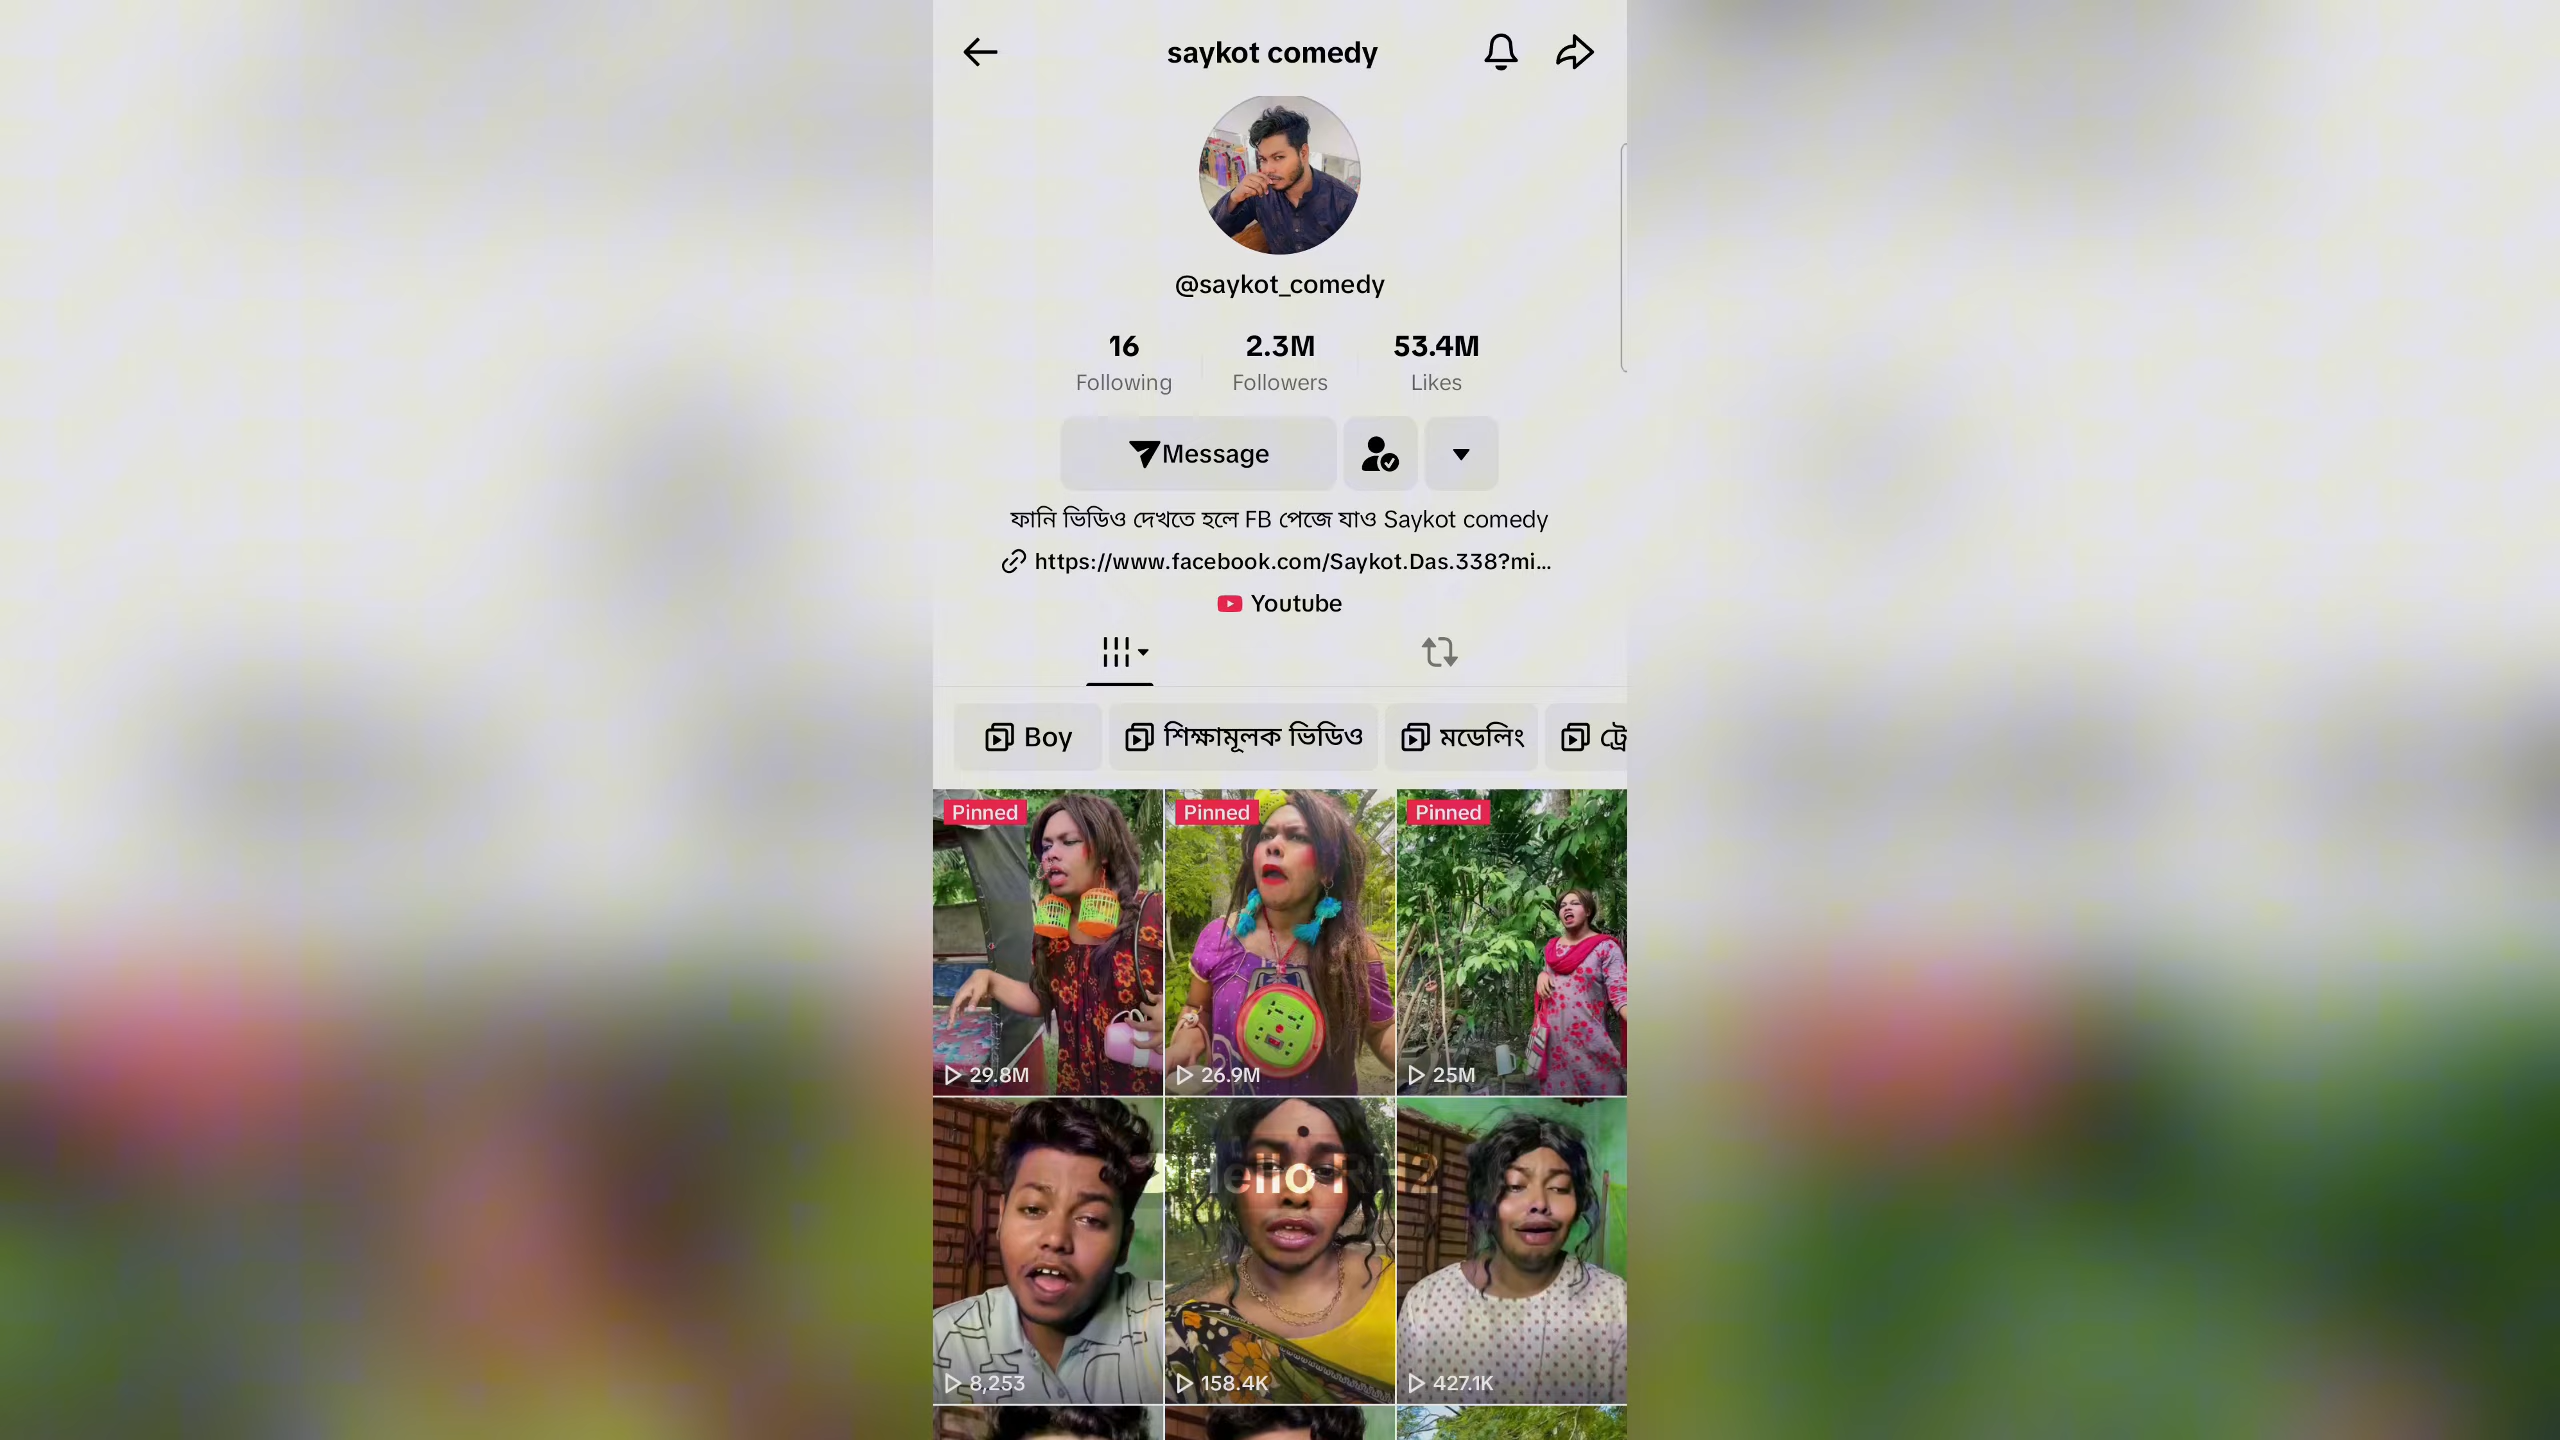 saykot comedy
@saykot_comedy
16 2.3M 53.4M
Following Followers Likes
Message
ফানি ভিডিও দেখতে হলে FB পেজে যাও Saykot comedy
https://www.facebook.com/Saykot.Das.338?mi...
Youtube
Boy শিক্ষামূলক ভিডিও মডেলিং
Pinned Pinned Pinned
29.8M 26.9M 25M
8,253 158.4K 427.1K